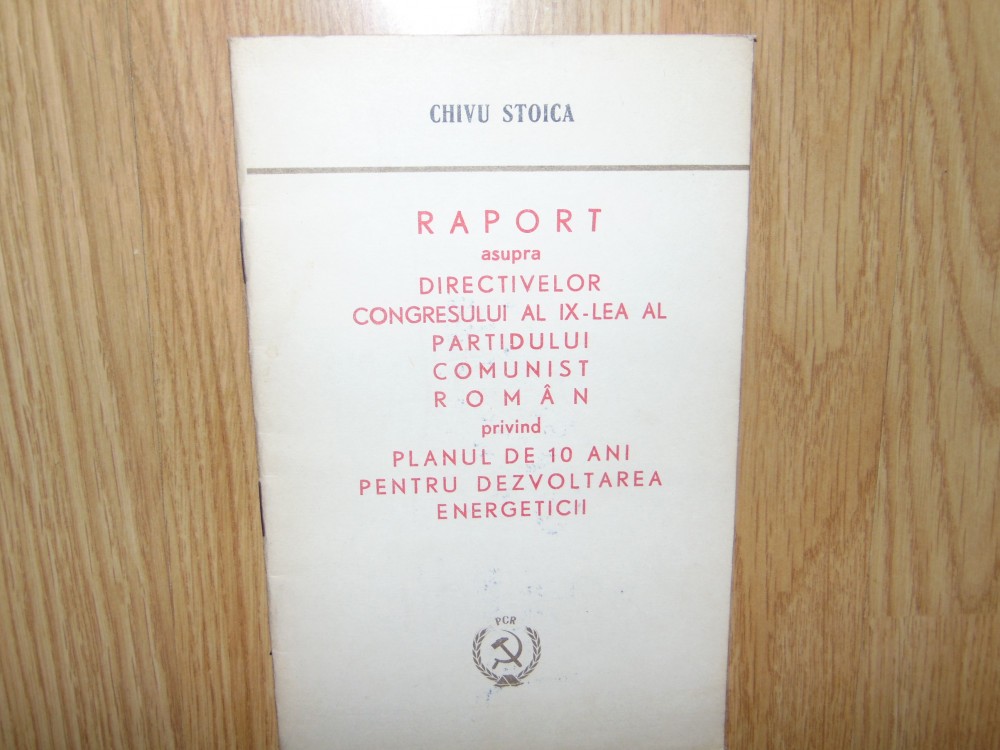 CHIVU STOICA
RAPORT
asupra
DIRECTIVELOR
CONGRESULUI AL IX-LEA AL
PARTIDULUI
COMUNIST
ROMÂN
privind
PLANUL DE 10 ANI
PENTRU DEZVOLTAREA
ENERGETICII
PCR